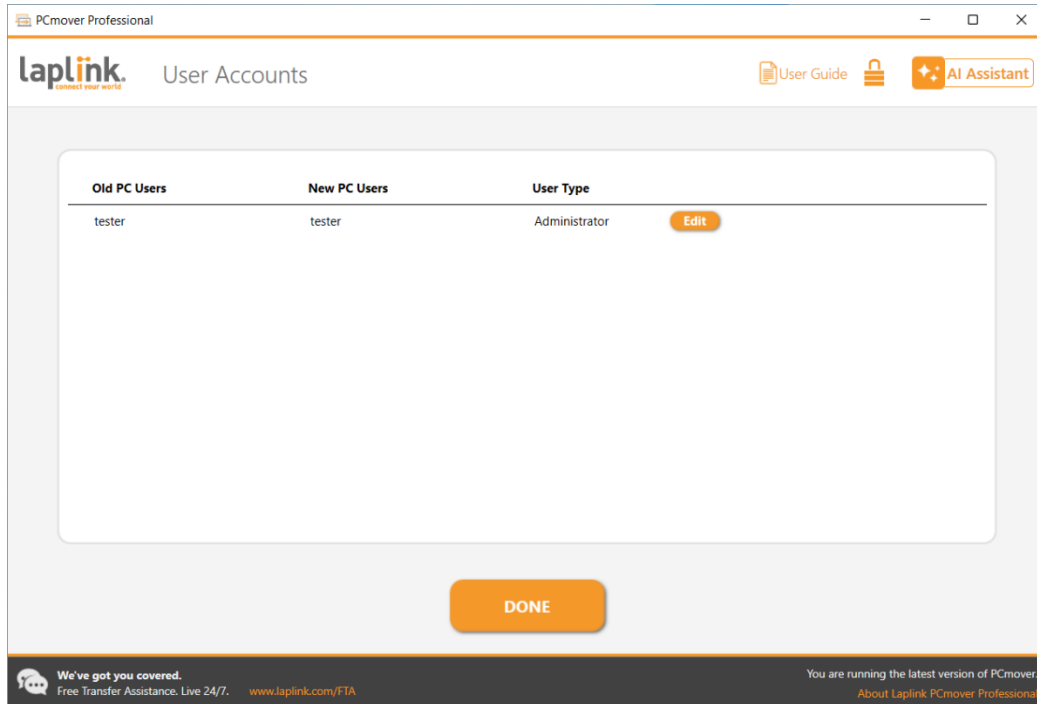 PCmover Professional
laplink.
connect your world
User Accounts
User Guide
AI Assistant
Old PC Users New PC Users User Type
tester tester Administrator Edit
DONE
We've got you covered.
Free Transfer Assistance. Live 24/7. www.laplink.com/FTA
You are running the latest version of PCmover.
About Laplink PCmover Professional